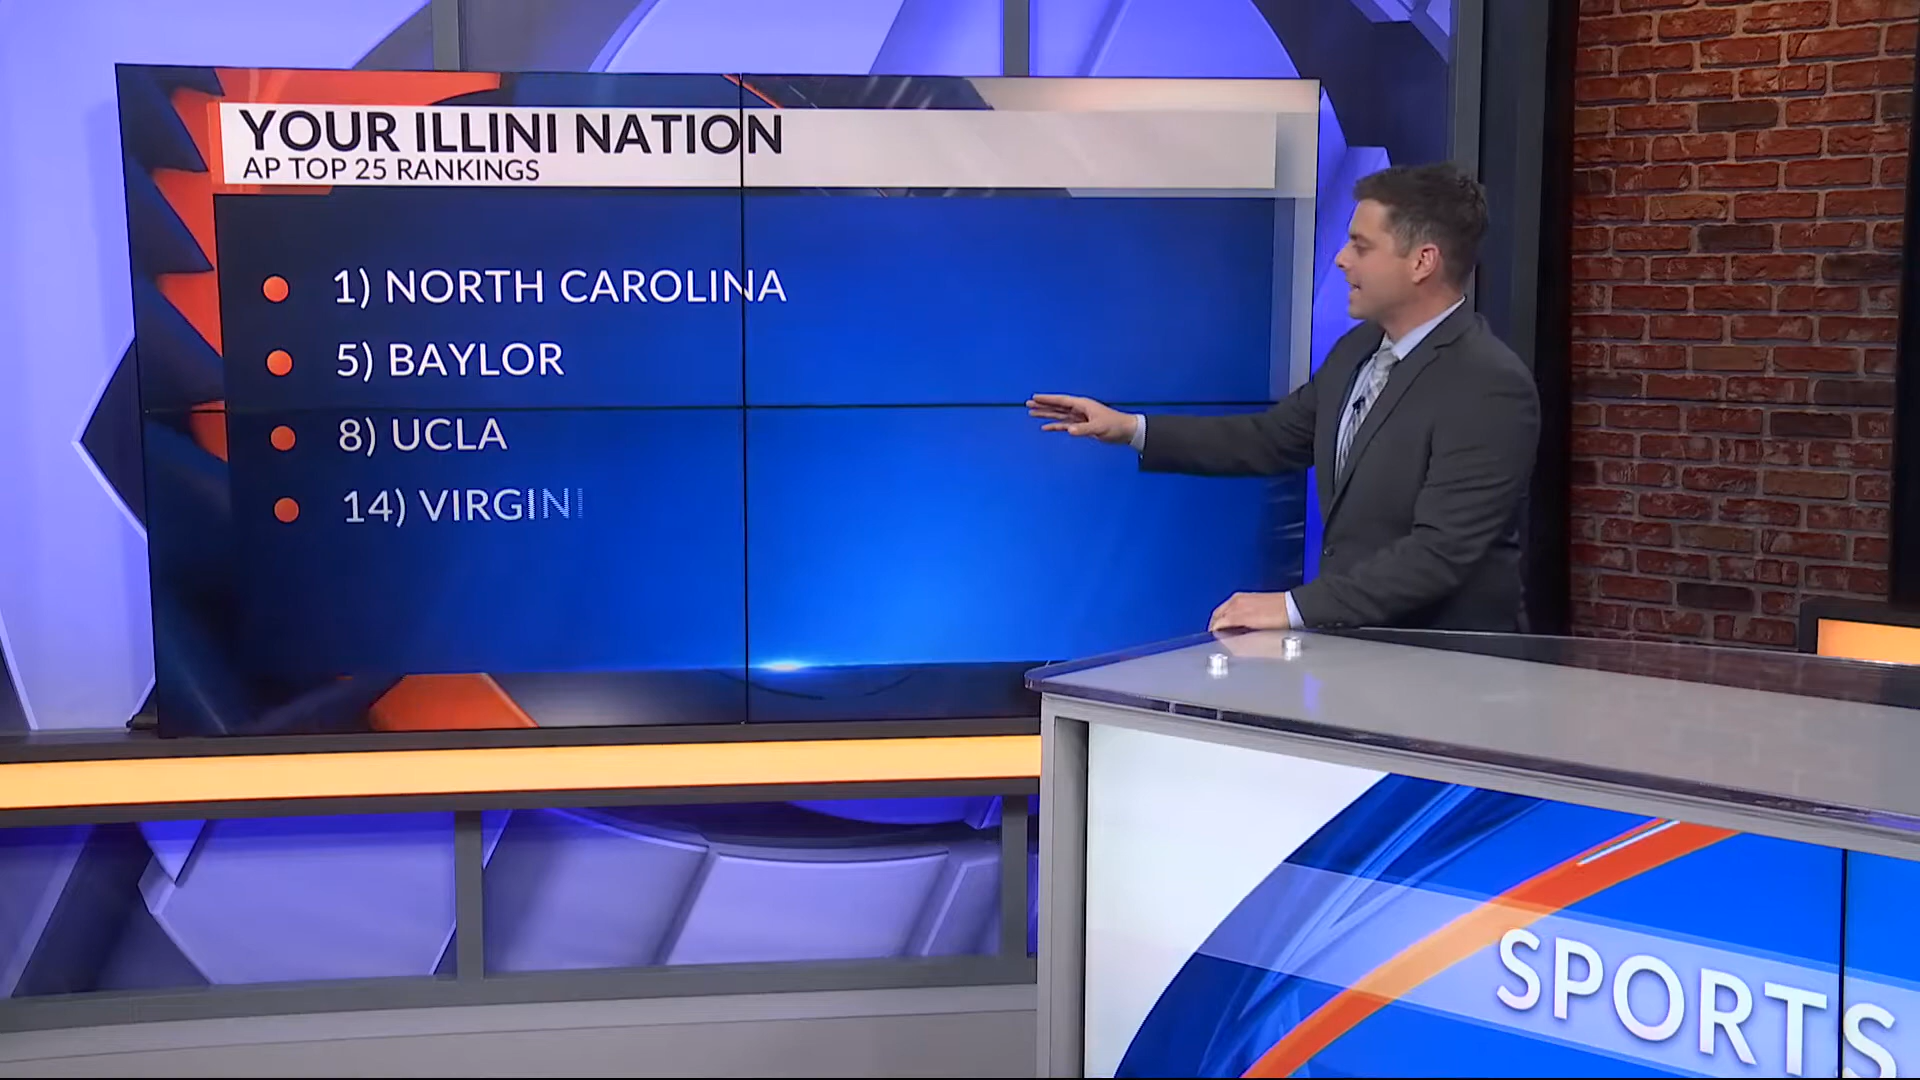 YOUR ILLINI NATION
AP TOP 25 RANKINGS
1) NORTH CAROLINA
5) BAYLOR
8) UCLA
14) VIRGINI
SPORTS